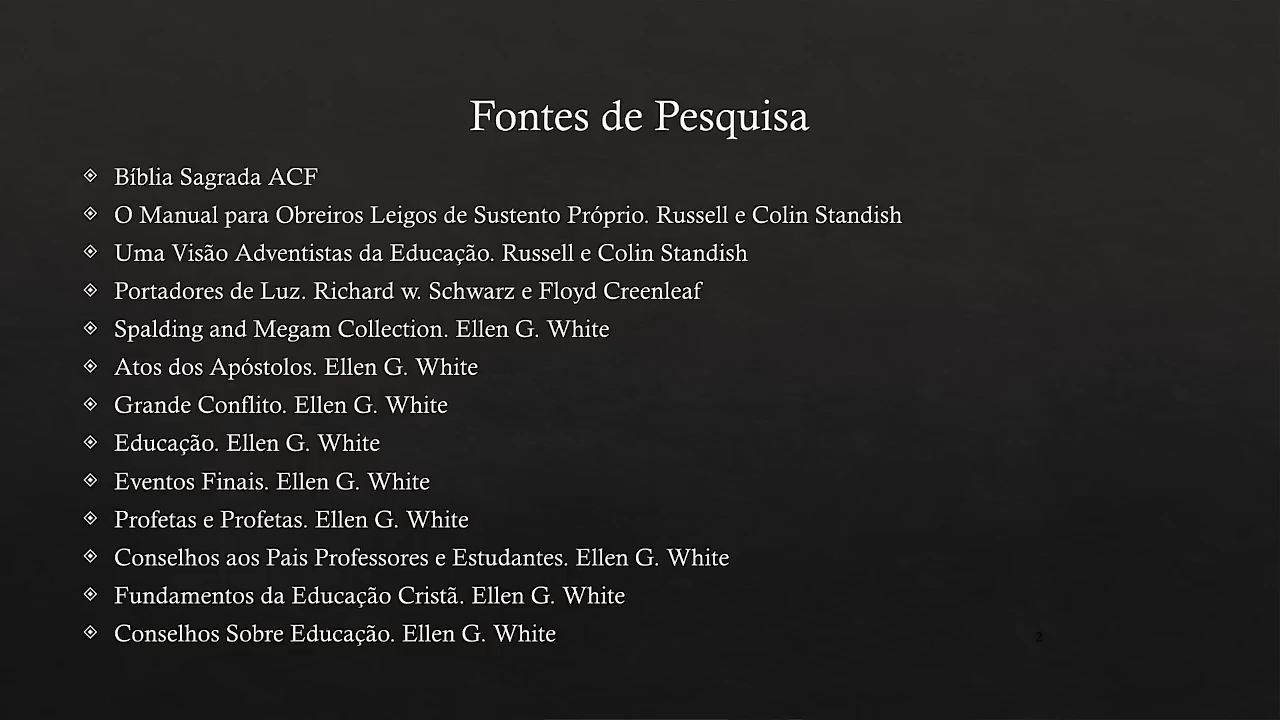 Fontes de Pesquisa
Bíblia Sagrada ACF
O Manual para Obreiros Leigos de Sustento Próprio. Russell e Colin Standish
Uma Visão Adventistas da Educação. Russell e Colin Standish
Portadores de Luz. Richard w. Schwarz e Floyd Creenleaf
Spalding and Megam Collection. Ellen G. White
Atos dos Apóstolos. Ellen G. White
Grande Conflito. Ellen G. White
Educação. Ellen G. White
Eventos Finais. Ellen G. White
Profetas e Profetas. Ellen G. White
Conselhos aos Pais Professores e Estudantes. Ellen G. White
Fundamentos da Educação Cristã. Ellen G. White
Conselhos Sobre Educação. Ellen G. White
2